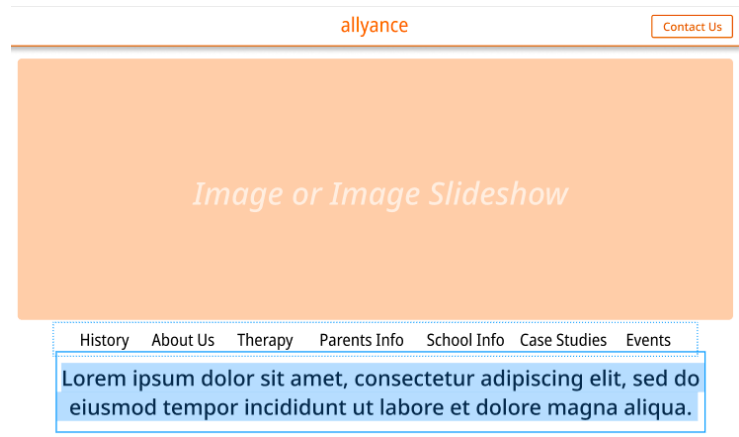 allyance
Contact Us
Image or Image Slideshow
History About Us Therapy Parents Info School Info Case Studies Events
Lorem ipsum dolor sit amet, consectetur adipiscing elit, sed do
eiusmod tempor incididunt ut labore et dolore magna aliqua.